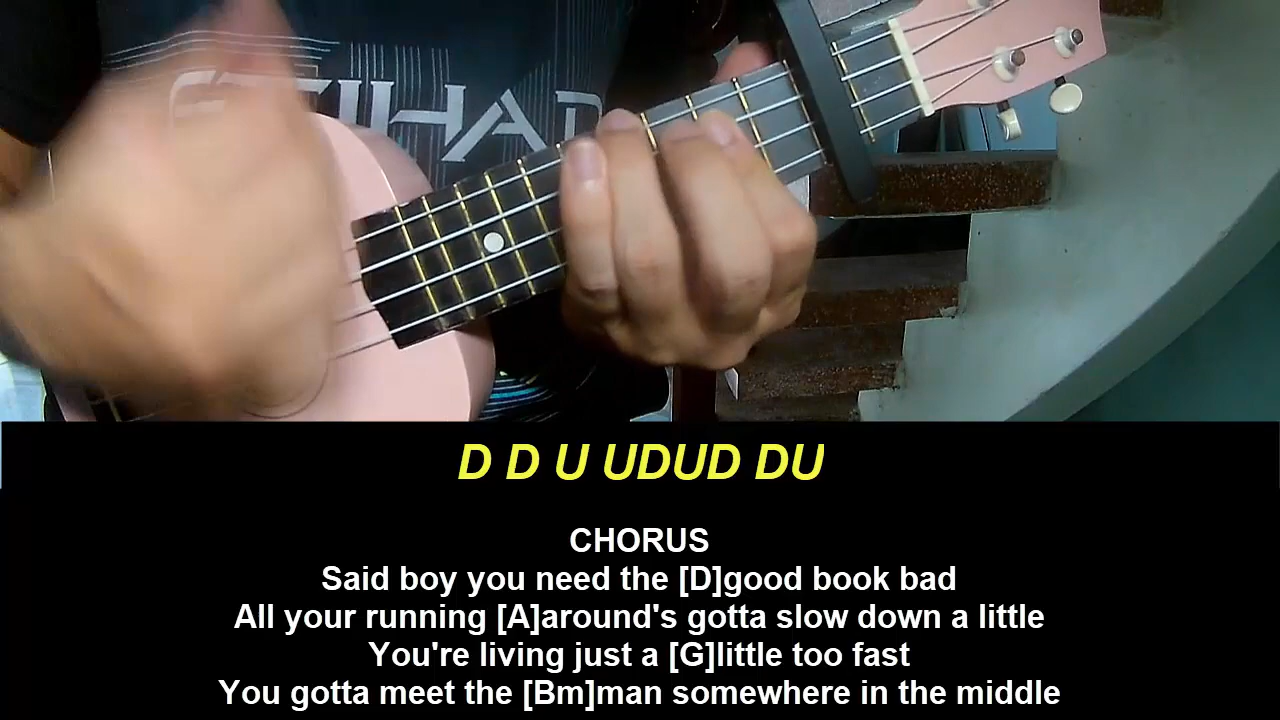 ETIHAD
D D U UDUD DU
CHORUS
Said boy you need the [D]good book bad
All your running [A]around's gotta slow down a little
You're living just a [G]little too fast
You gotta meet the [Bm]man somewhere in the middle